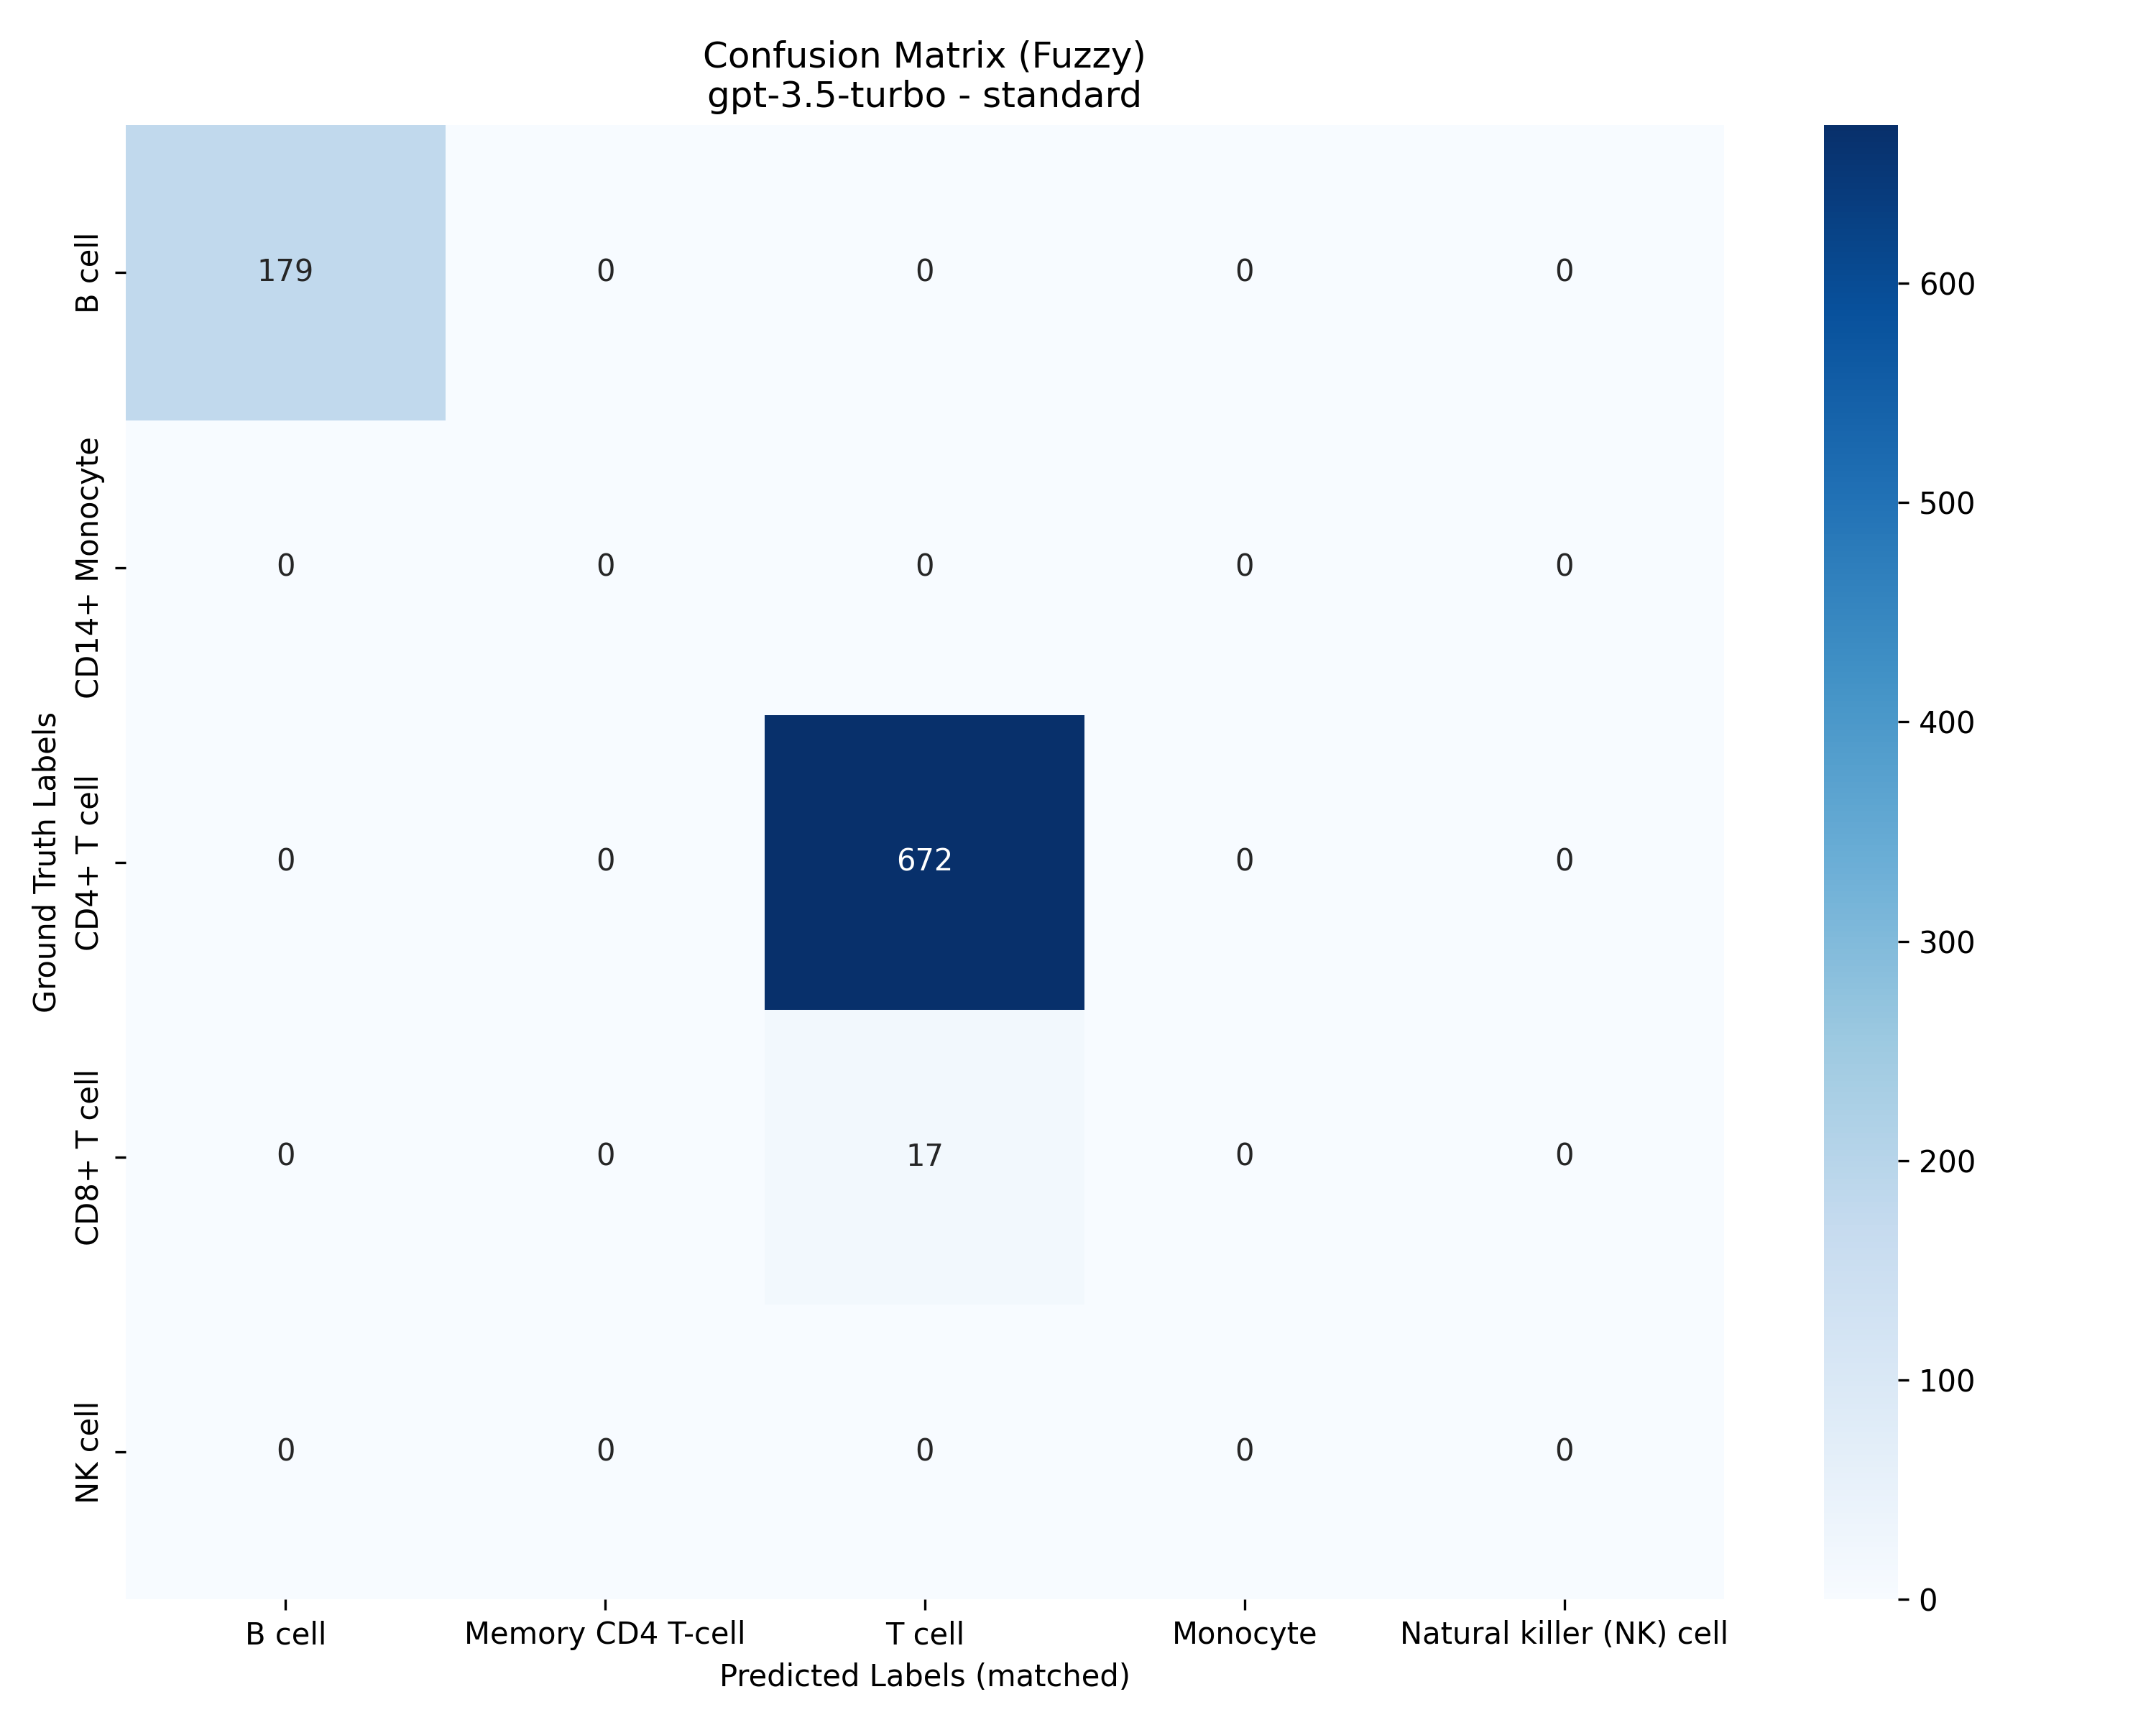 Confusion Matrix (Fuzzy)
gpt-3.5-turbo - standard
Ground Truth Labels
B cell
179 0 0 0 0
CD14+ Monocyte
0 0 0 0 0
CD4+ T cell
0 0 672 0 0
CD8+ T cell
0 0 17 0 0
NK cell
0 0 0 0 0
B cell Memory CD4 T-cell T cell Monocyte Natural killer (NK) cell
Predicted Labels (matched)
600
500
400
300
200
100
0